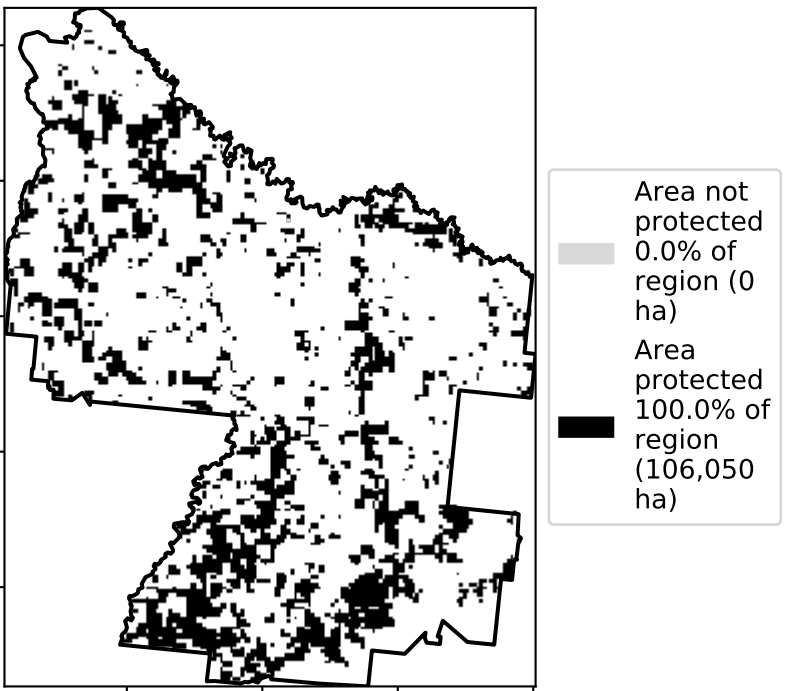 Area not
protected
0.0% of
region (0
ha)
Area
protected
100.0% of
region
(106,050
ha)